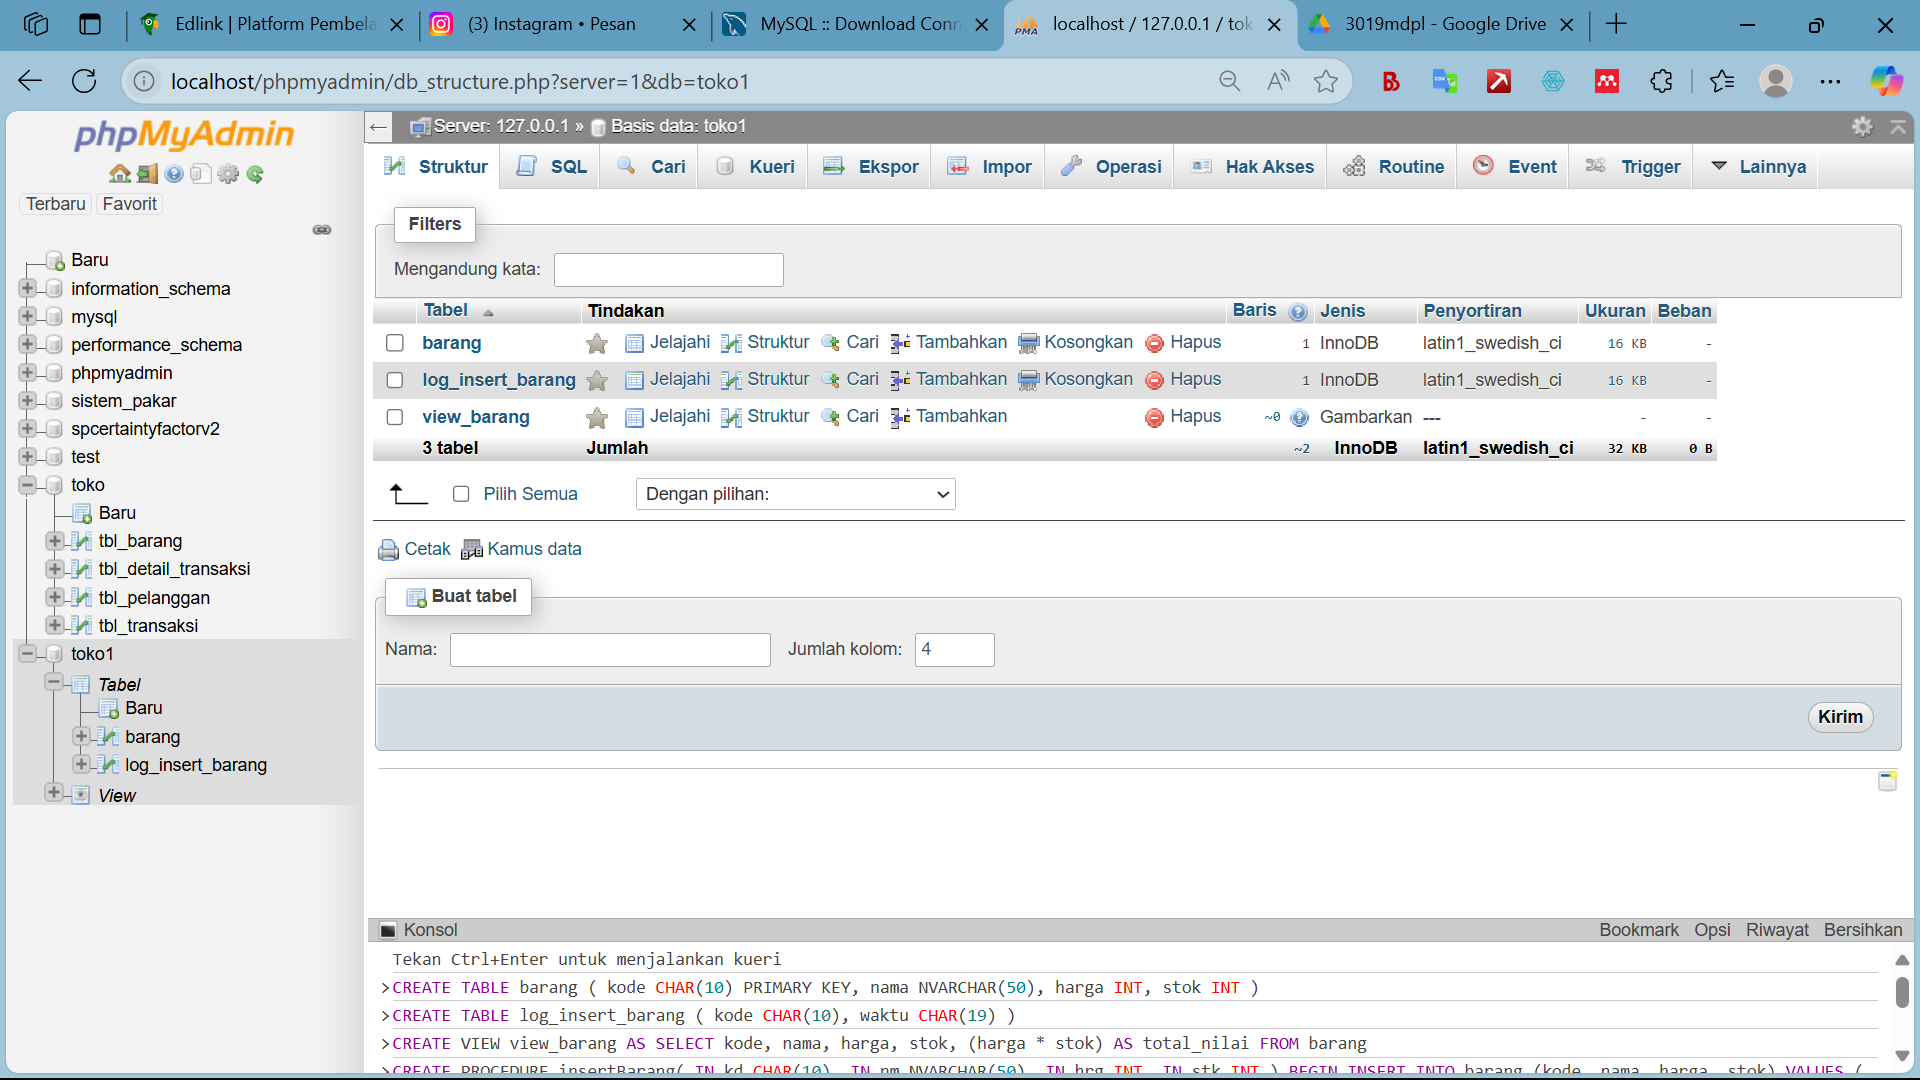 Edlink | Platform Pembela
(3) Instagram • Pesan
MySQL :: Download Conn
localhost / 127.0.0.1 / tok
3019mdpl - Google Drive
localhost/phpmyadmin/db_structure.php?server=1&db=toko1
phpMyAdmin
Terbaru Favorit
Baru
information_schema
mysql
performance_schema
phpmyadmin
sistem_pakar
spcertaintyfactorv2
test
toko
Baru
tbl_barang
tbl_detail_transaksi
tbl_pelanggan
tbl_transaksi
toko1
Tabel
Baru
barang
log_insert_barang
View
Server: 127.0.0.1 » Basis data: toko1
Struktur SQL Cari Kueri Ekspor Impor Operasi Hak Akses Routine Event Trigger Lainnya
Filters
Mengandung kata:
Tabel Tindakan Baris Jenis Penyortiran Ukuran Beban
barang Jelajahi Struktur Cari Tambahkan Kosongkan Hapus 1 InnoDB latin1_swedish_ci 16 KB -
log_insert_barang Jelajahi Struktur Cari Tambahkan Kosongkan Hapus 1 InnoDB latin1_swedish_ci 16 KB -
view_barang Jelajahi Struktur Cari Tambahkan Hapus ~0 Gambarkan --- - -
3 tabel Jumlah ~2 InnoDB latin1_swedish_ci 32 KB 0 B
Pilih Semua Dengan pilihan:
Cetak Kamus data
Buat tabel
Nama: Jumlah kolom: 4
Kirim
Konsol Bookmark Opsi Riwayat Bersihkan
Tekan Ctrl+Enter untuk menjalankan kueri
>CREATE TABLE barang ( kode CHAR(10) PRIMARY KEY, nama NVARCHAR(50), harga INT, stok INT )
>CREATE TABLE log_insert_barang ( kode CHAR(10), waktu CHAR(19) )
>CREATE VIEW view_barang AS SELECT kode, nama, harga, stok, (harga * stok) AS total_nilai FROM barang
>CREATE PROCEDURE insertBarang( IN kd CHAR(10), IN nm NVARCHAR(50), IN hrg INT, IN stk INT ) BEGIN INSERT INTO barang (kode, nama, harga, stok) VALUES (